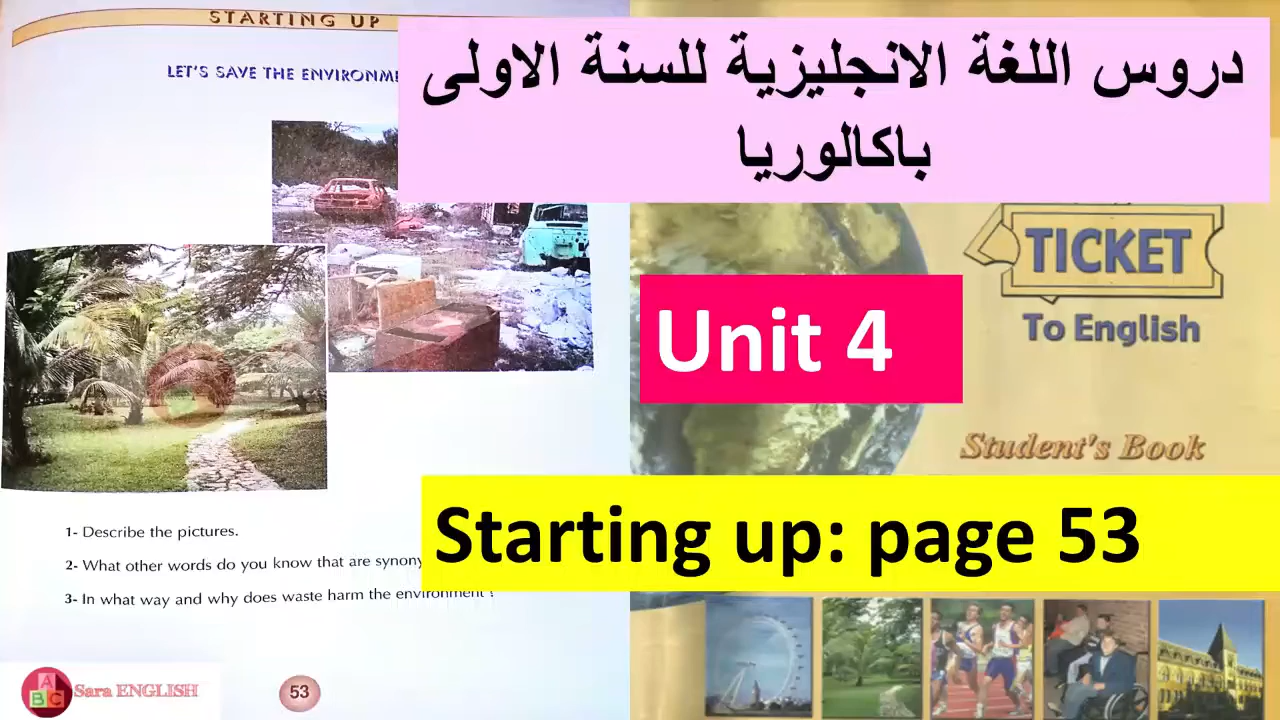 STARTING UP
LET'S SAVE THE ENVIRONME
دروس اللغة الانجليزية للسنة الاولى
باكالوريا
TICKET
To English
Unit 4
Student's Book
Starting up: page 53
1- Describe the pictures.
2- What other words do you know that are synony
3- In what way and why does waste harm the environment ?
ABC
Sara ENGLISH
53